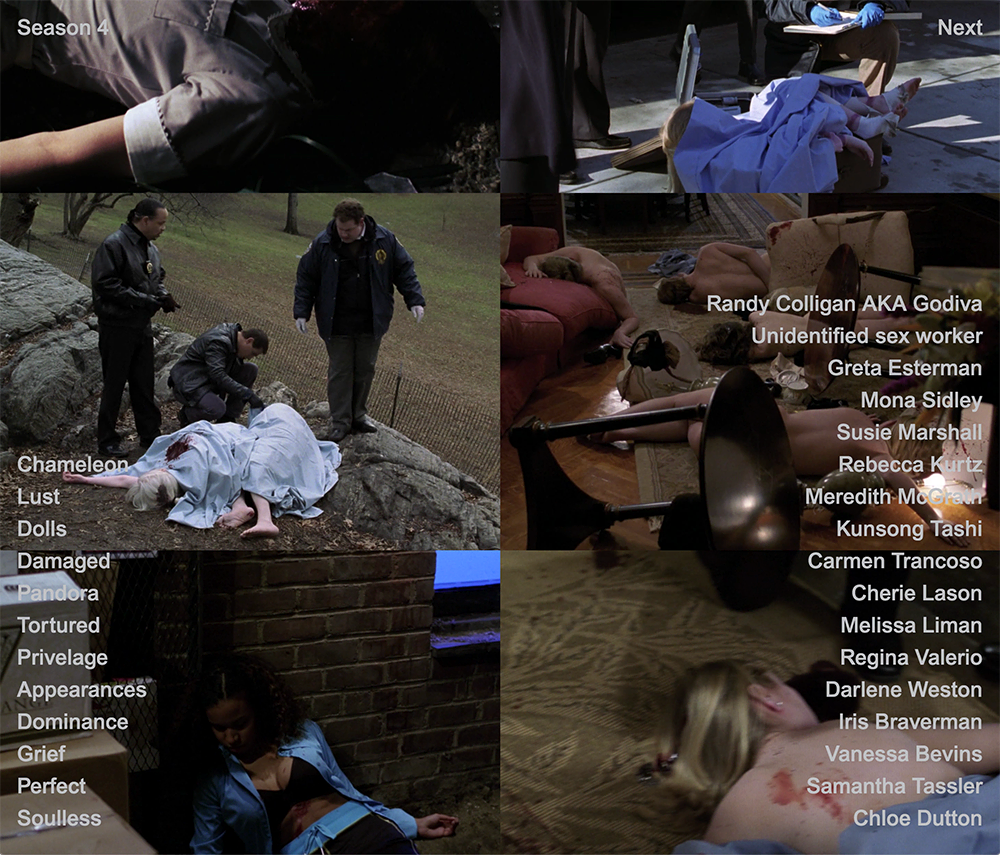 Season 4
Next
Randy Colligan AKA Godiva
Unidentified sex worker
Greta Esterman
Mona Sidley
Susie Marshall
Rebecca Kurtz
Meredith McGrath
Kunsong Tashi
Carmen Trancoso
Cherie Lason
Melissa Liman
Regina Valerio
Darlene Weston
Iris Braverman
Vanessa Bevins
Samantha Tassler
Chloe Dutton
Chameleon
Lust
Dolls
Damaged
Pandora
Tortured
Privelage
Appearances
Dominance
Grief
Perfect
Soulless